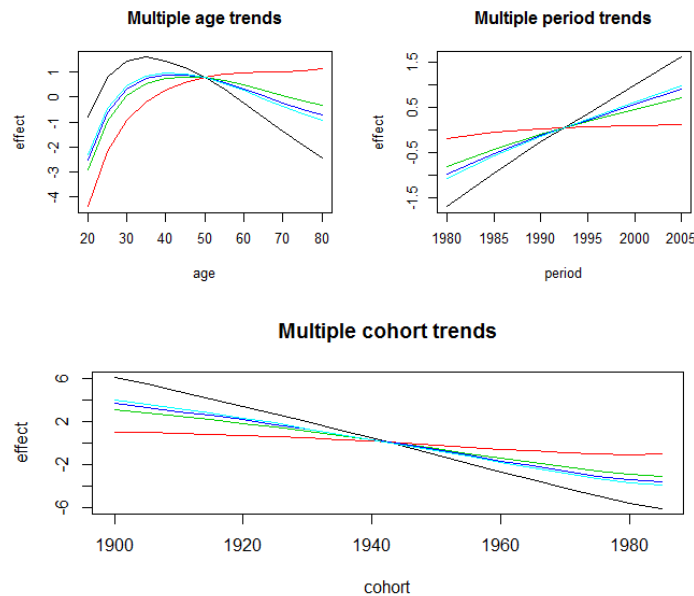 Multiple age trends
effect
1
0
-1
-2
-3
-4
20 30 40 50 60 70 80
age
Multiple period trends
effect
1.5
0.5
-0.5
-1.5
1980 1985 1990 1995 2000 2005
period
Multiple cohort trends
effect
6
2
-2
-6
1900 1920 1940 1960 1980
cohort